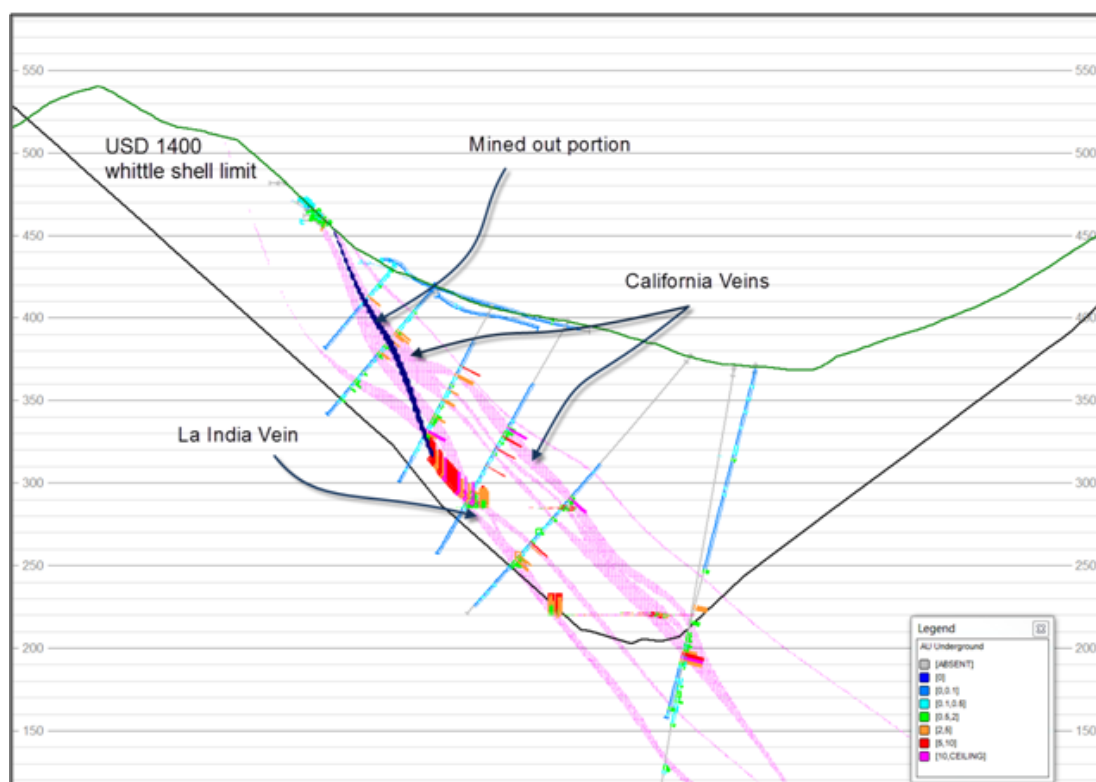 550
550
USD 1400
whittle shell limit
Mined out portion
500
500
450
450
California Veins
400
400
350
350
La India Vein
300
300
250
250
200
200
150
150
Legend
AU Underground
[ABSENT]
[0]
[0,0.1]
[0.1,0.5]
[0.5,2]
[2,5]
[5,10]
[10,CEILING]